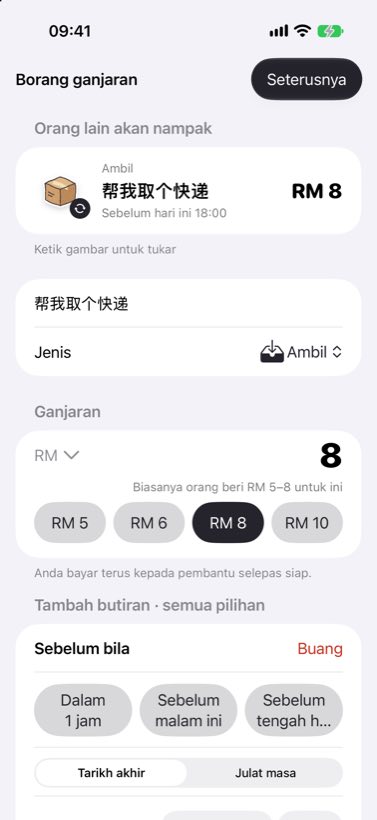 09:41
Borang ganjaran
Seterusnya
Orang lain akan nampak
Ambil
帮我取个快递
RM 8
Sebelum hari ini 18:00
Ketik gambar untuk tukar
帮我取个快递
Jenis
Ambil
Ganjaran
RM
8
Biasanya orang beri RM 5–8 untuk ini
RM 5
RM 6
RM 8
RM 10
Anda bayar terus kepada pembantu selepas siap.
Tambah butiran · semua pilihan
Sebelum bila
Buang
Dalam
1 jam
Sebelum
malam ini
Sebelum
tengah h...
Tarikh akhir
Julat masa